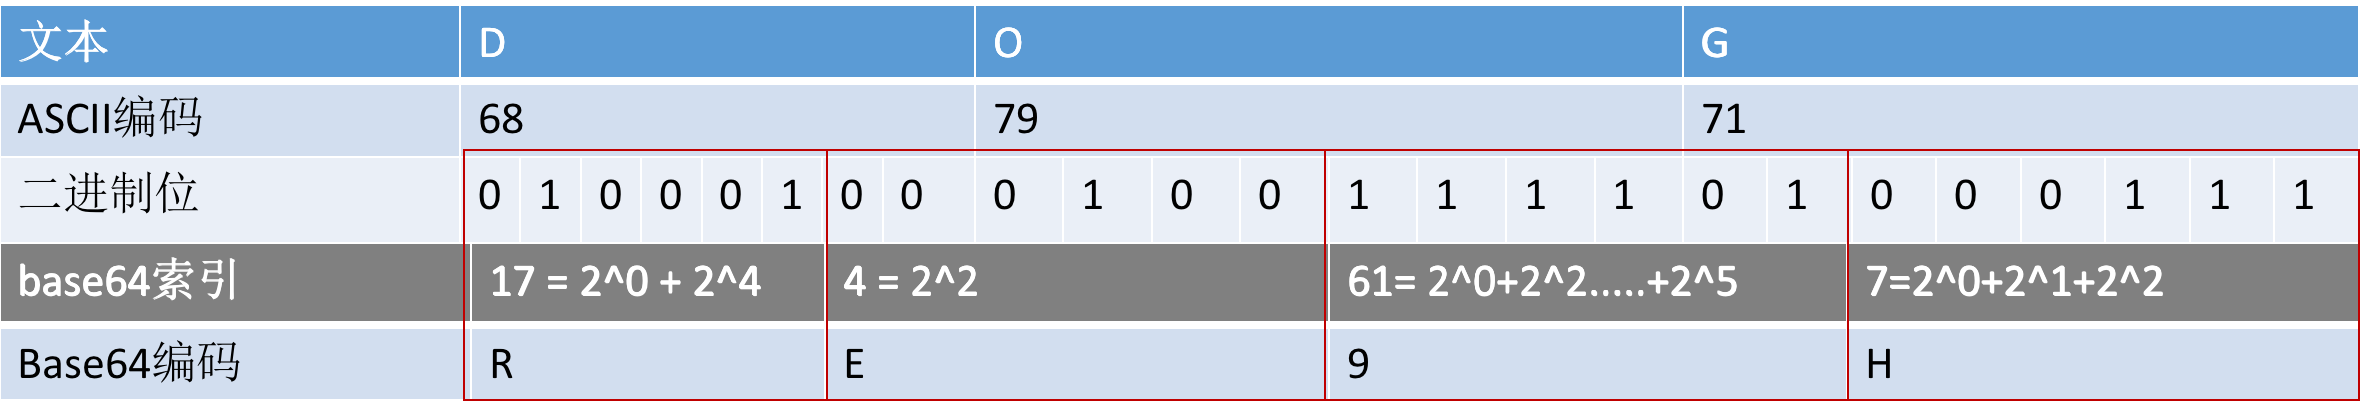 文本 D O G
ASCII编码 68 79 71
二进制位 0 1 0 0 0 1 0 0 0 1 0 0 1 1 1 1 0 1 0 0 0 1 1 1
base64索引 17 = 2^0 + 2^4 4 = 2^2 61= 2^0+2^2.....+2^5 7=2^0+2^1+2^2
Base64编码 R E 9 H